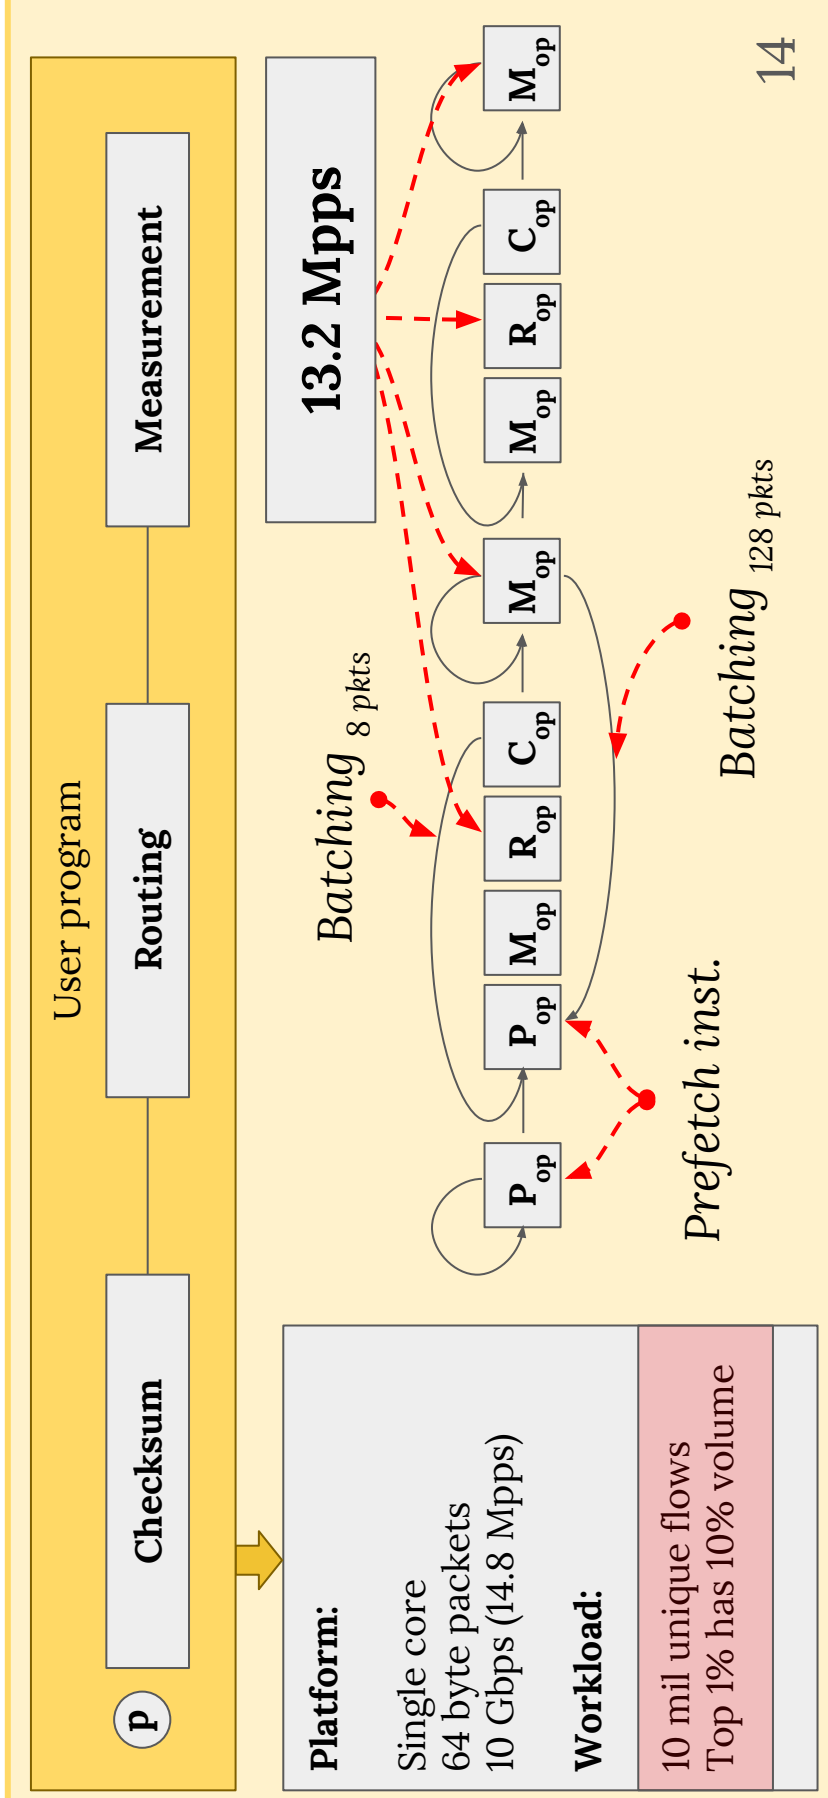 User program
p
Checksum
Routing
Measurement
Platform:
Single core
64 byte packets
10 Gbps (14.8 Mpps)
Workload:
10 mil unique flows
Top 1% has 10% volume
13.2 Mpps
Batching 8 pkts
Pop
Pop
Mop
Rop
Cop
Mop
Mop
Rop
Cop
Mop
Prefetch inst.
Batching 128 pkts
14